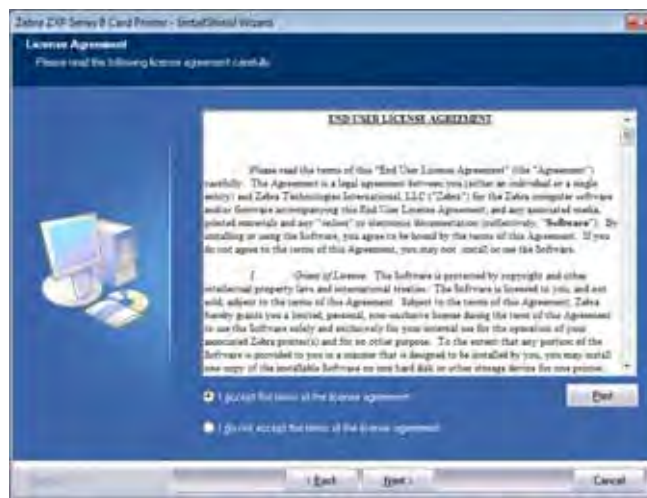 Zebra ZXP Series 8 Card Printer - InstallShield Wizard
License Agreement
Please read the following license agreement carefully.
END USER LICENSE AGREEMENT
Please read the terms of this "End User License Agreement" (the "Agreement")
carefully. The Agreement is a legal agreement between you (either an individual or a single
entity) and Zebra Technologies International, LLC ("Zebra") for the Zebra computer software
and/or firmware accompanying this End User License Agreement, and any associated media,
printed materials and any "online" or electronic documentation (collectively, "Software"). By
installing or using the Software, you agree to be bound by the terms of this Agreement. If you
do not agree to the terms of this Agreement, you may not install or use the Software.
Grant of License. The Software is protected by copyright and other
intellectual property laws and international treaties. The Software is licensed to you, and not
sold, subject to the terms of this Agreement. Subject to the terms of this Agreement, Zebra
hereby grants you a limited, personal, non-exclusive license during the term of this Agreement
to use the Software solely and exclusively for your internal use for the operation of your
associated Zebra printer(s) and for no other purpose. To the extent that any portion of the
Software is provided to you in a manner that is designed to be installed by you, you may install
one copy of the installable Software on one hard disk or other storage device for one printer,
I accept the terms of the license agreement
Print
I do not accept the terms of the license agreement
< Back
Next >
Cancel